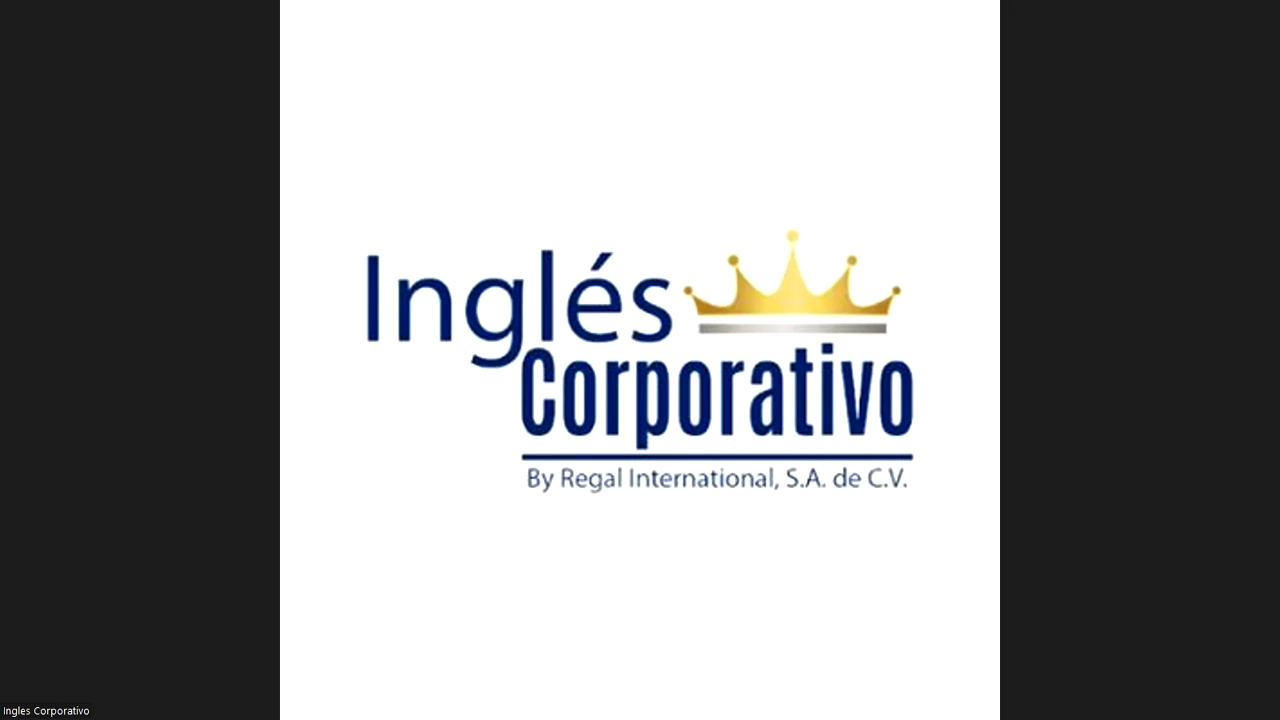 Inglés
Corporativo
By Regal International, S.A. de C.V.
Ingles Corporativo